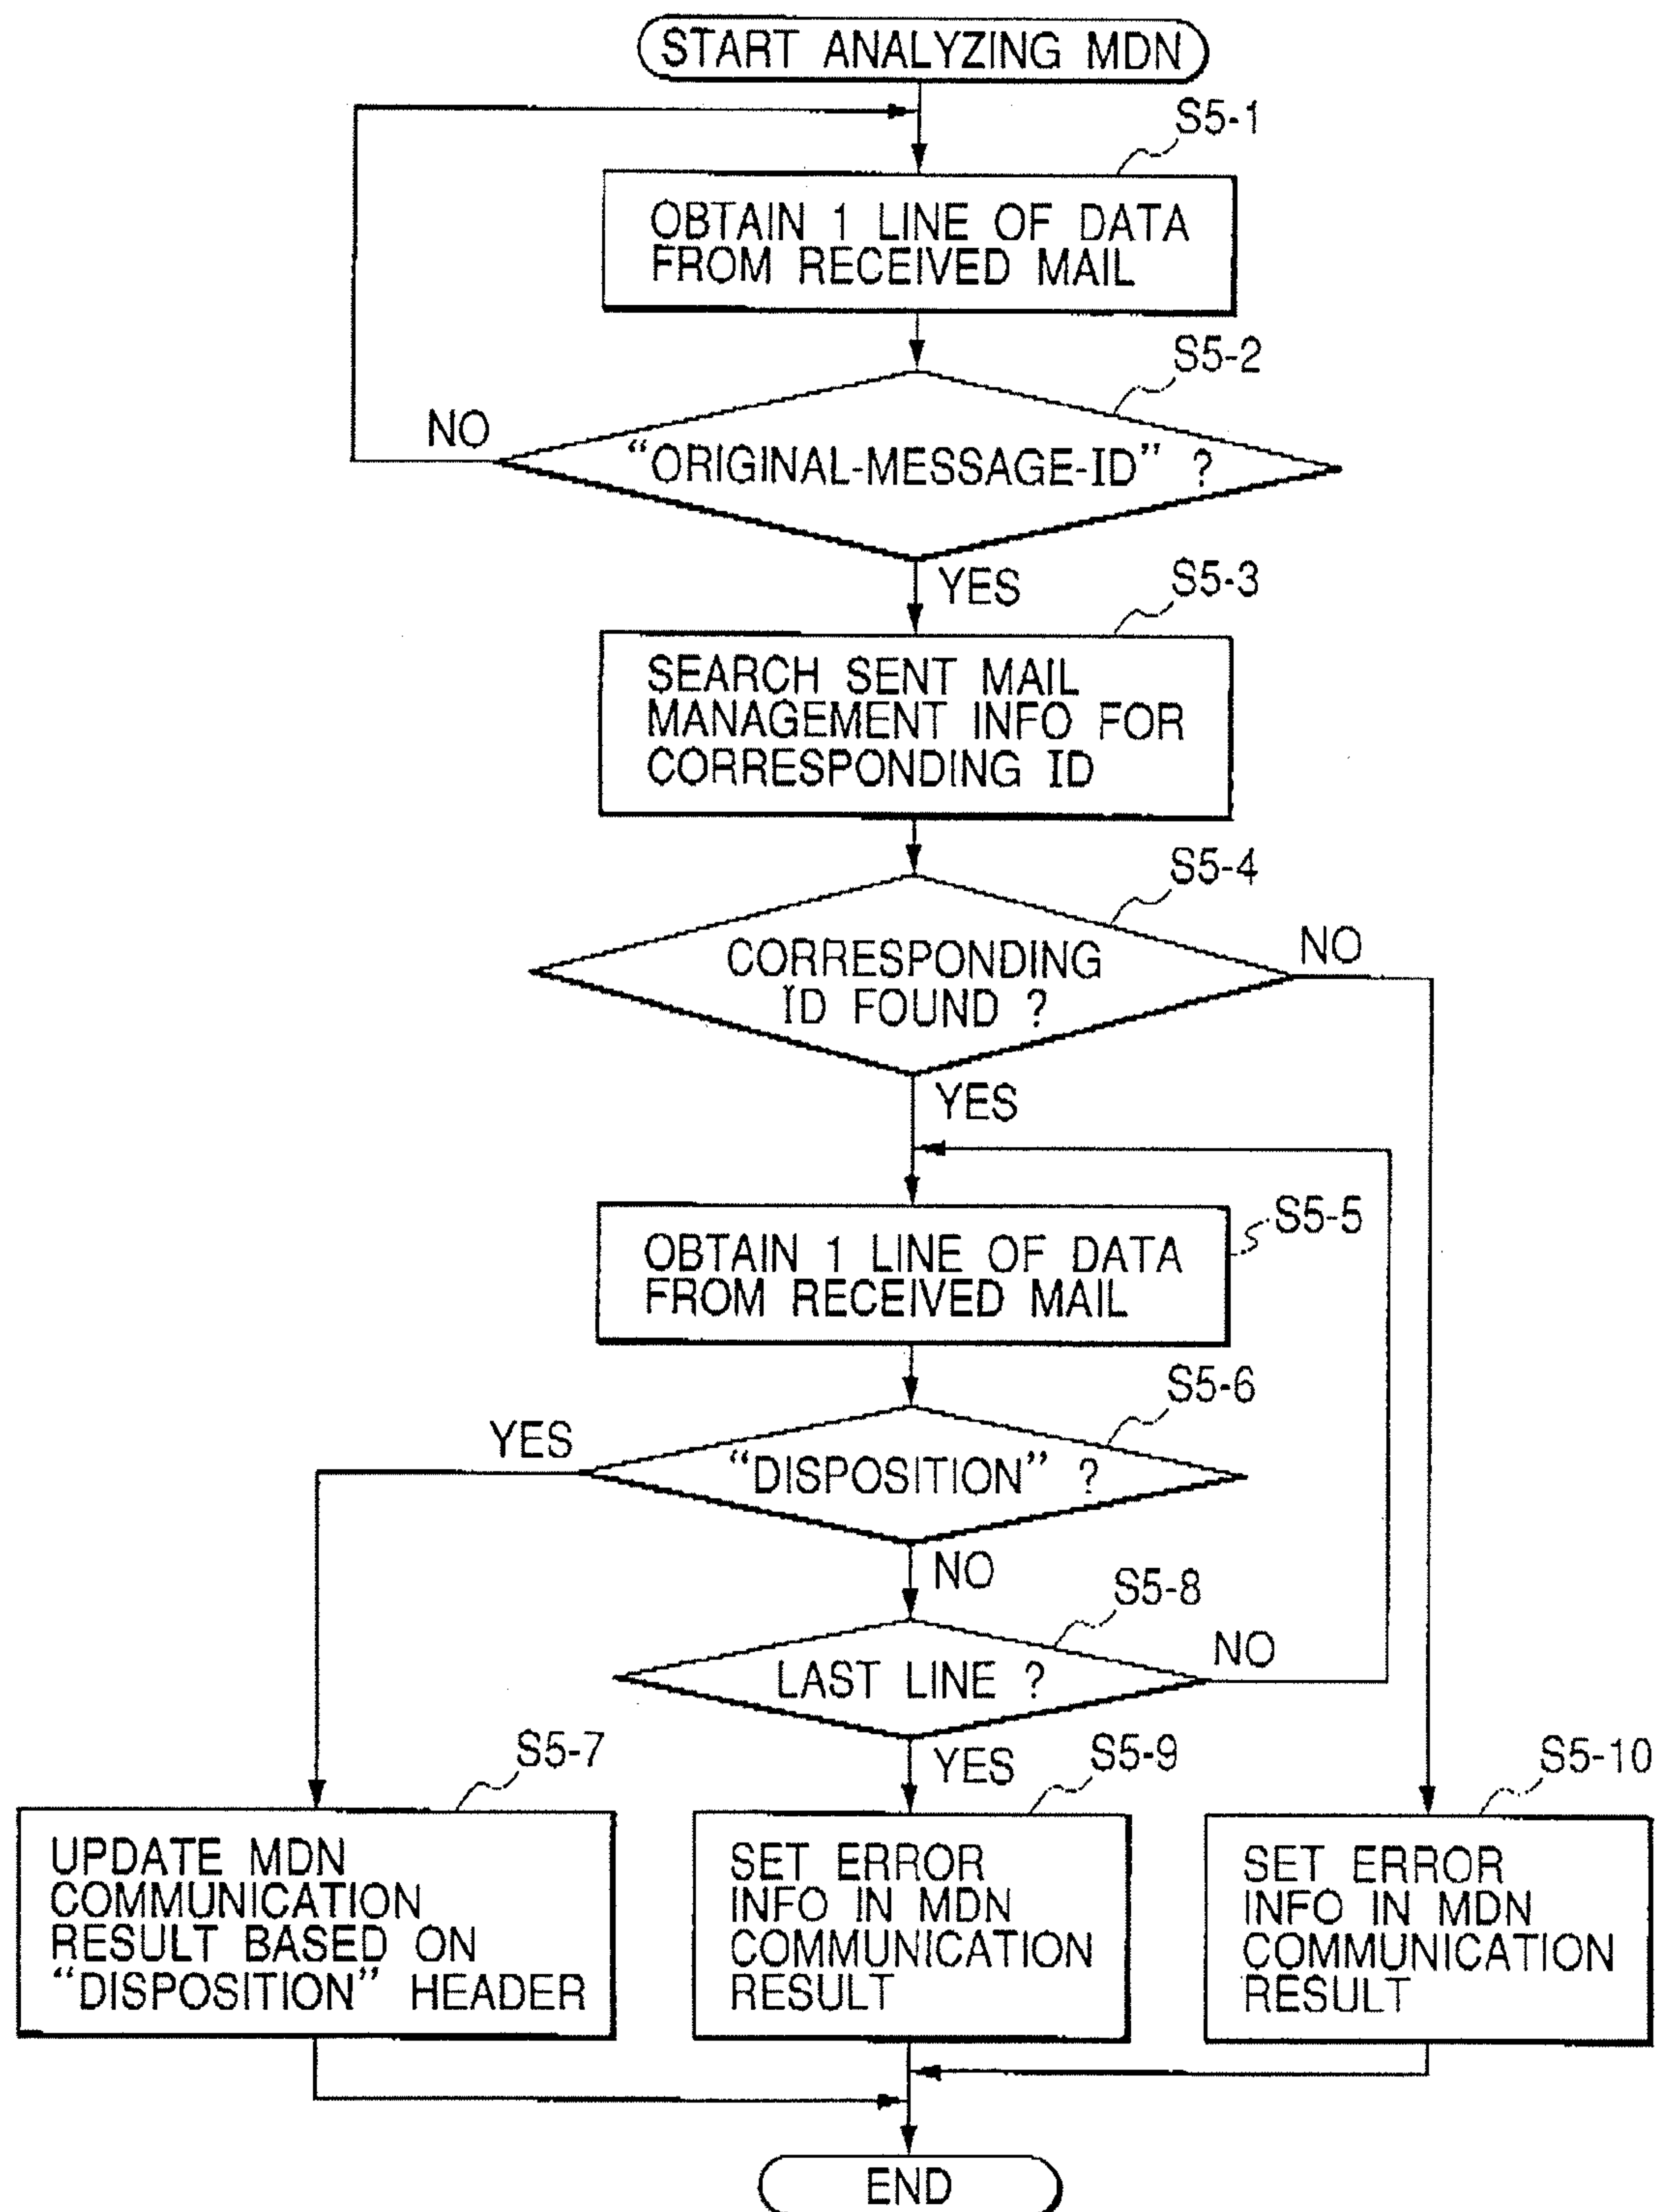 START ANALYZING MDN
S5-1
OBTAIN 1 LINE OF DATA
FROM RECEIVED MAIL
S5-2
NO
“ORIGINAL-MESSAGE-ID” ?
YES
S5-3
SEARCH SENT MAIL
MANAGEMENT INFO FOR
CORRESPONDING ID
S5-4
NO
CORRESPONDING
ID FOUND ?
YES
S5-5
OBTAIN 1 LINE OF DATA
FROM RECEIVED MAIL
S5-6
YES
“DISPOSITION” ?
NO
S5-8
NO
LAST LINE ?
YES
S5-7
UPDATE MDN
COMMUNICATION
RESULT BASED ON
“DISPOSITION” HEADER
S5-9
SET ERROR
INFO IN MDN
COMMUNICATION
RESULT
S5-10
SET ERROR
INFO IN MDN
COMMUNICATION
RESULT
END